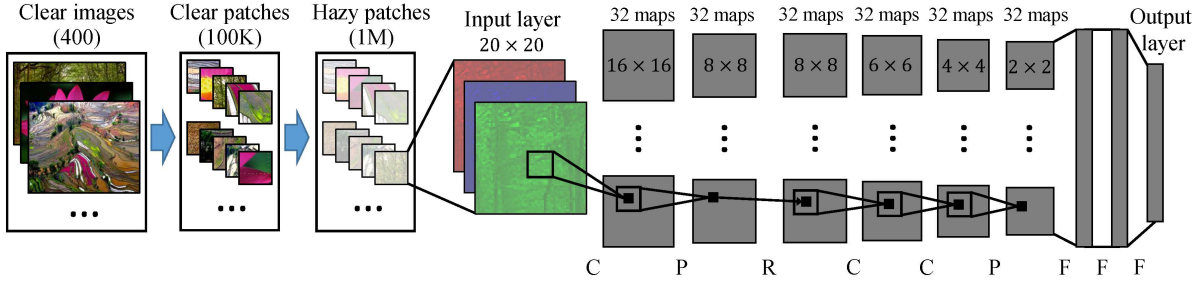 Clear images
(400)
Clear patches
(100K)
Hazy patches
(1M)
Input layer
20 × 20
32 maps 32 maps 32 maps 32 maps 32 maps 32 maps
Output
layer
16 × 16 8 × 8 8 × 8 6 × 6 4 × 4 2 × 2
C P R C C P F F F